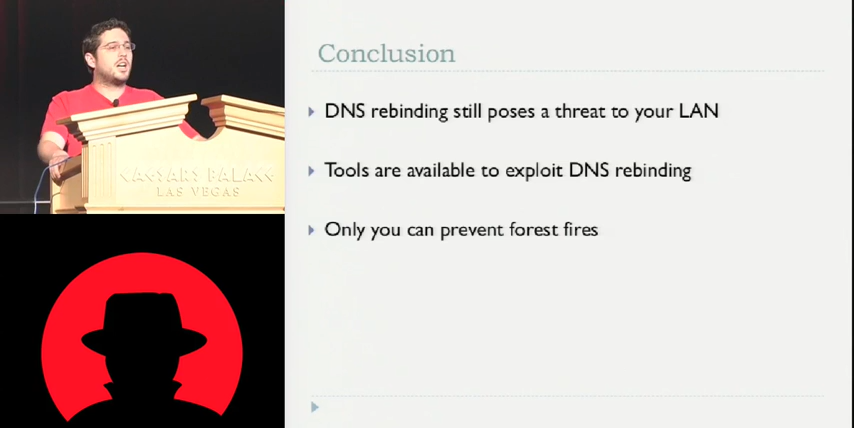 CAESARS PALACE
LAS VEGAS
Conclusion
DNS rebinding still poses a threat to your LAN
Tools are available to exploit DNS rebinding
Only you can prevent forest fires